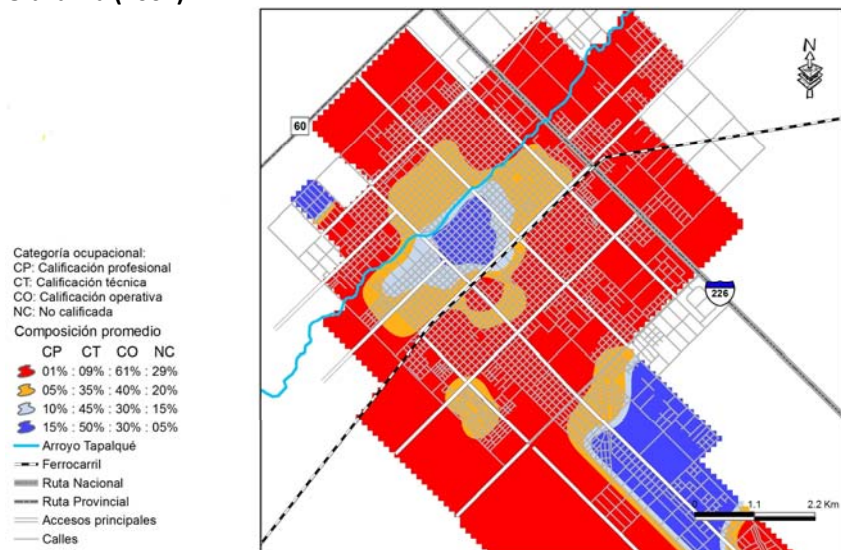 N
60
226
Categoría ocupacional:
CP: Calificación profesional
CT: Calificación técnica
CO: Calificación operativa
NC: No calificada
Composición promedio
CP CT CO NC
01% : 09% : 61% : 29%
05% : 35% : 40% : 20%
10% : 45% : 30% : 15%
15% : 50% : 30% : 05%
Arroyo Tapalqué
Ferrocarril
Ruta Nacional
Ruta Provincial
Accesos principales
Calles
0 1.1 2.2 Km